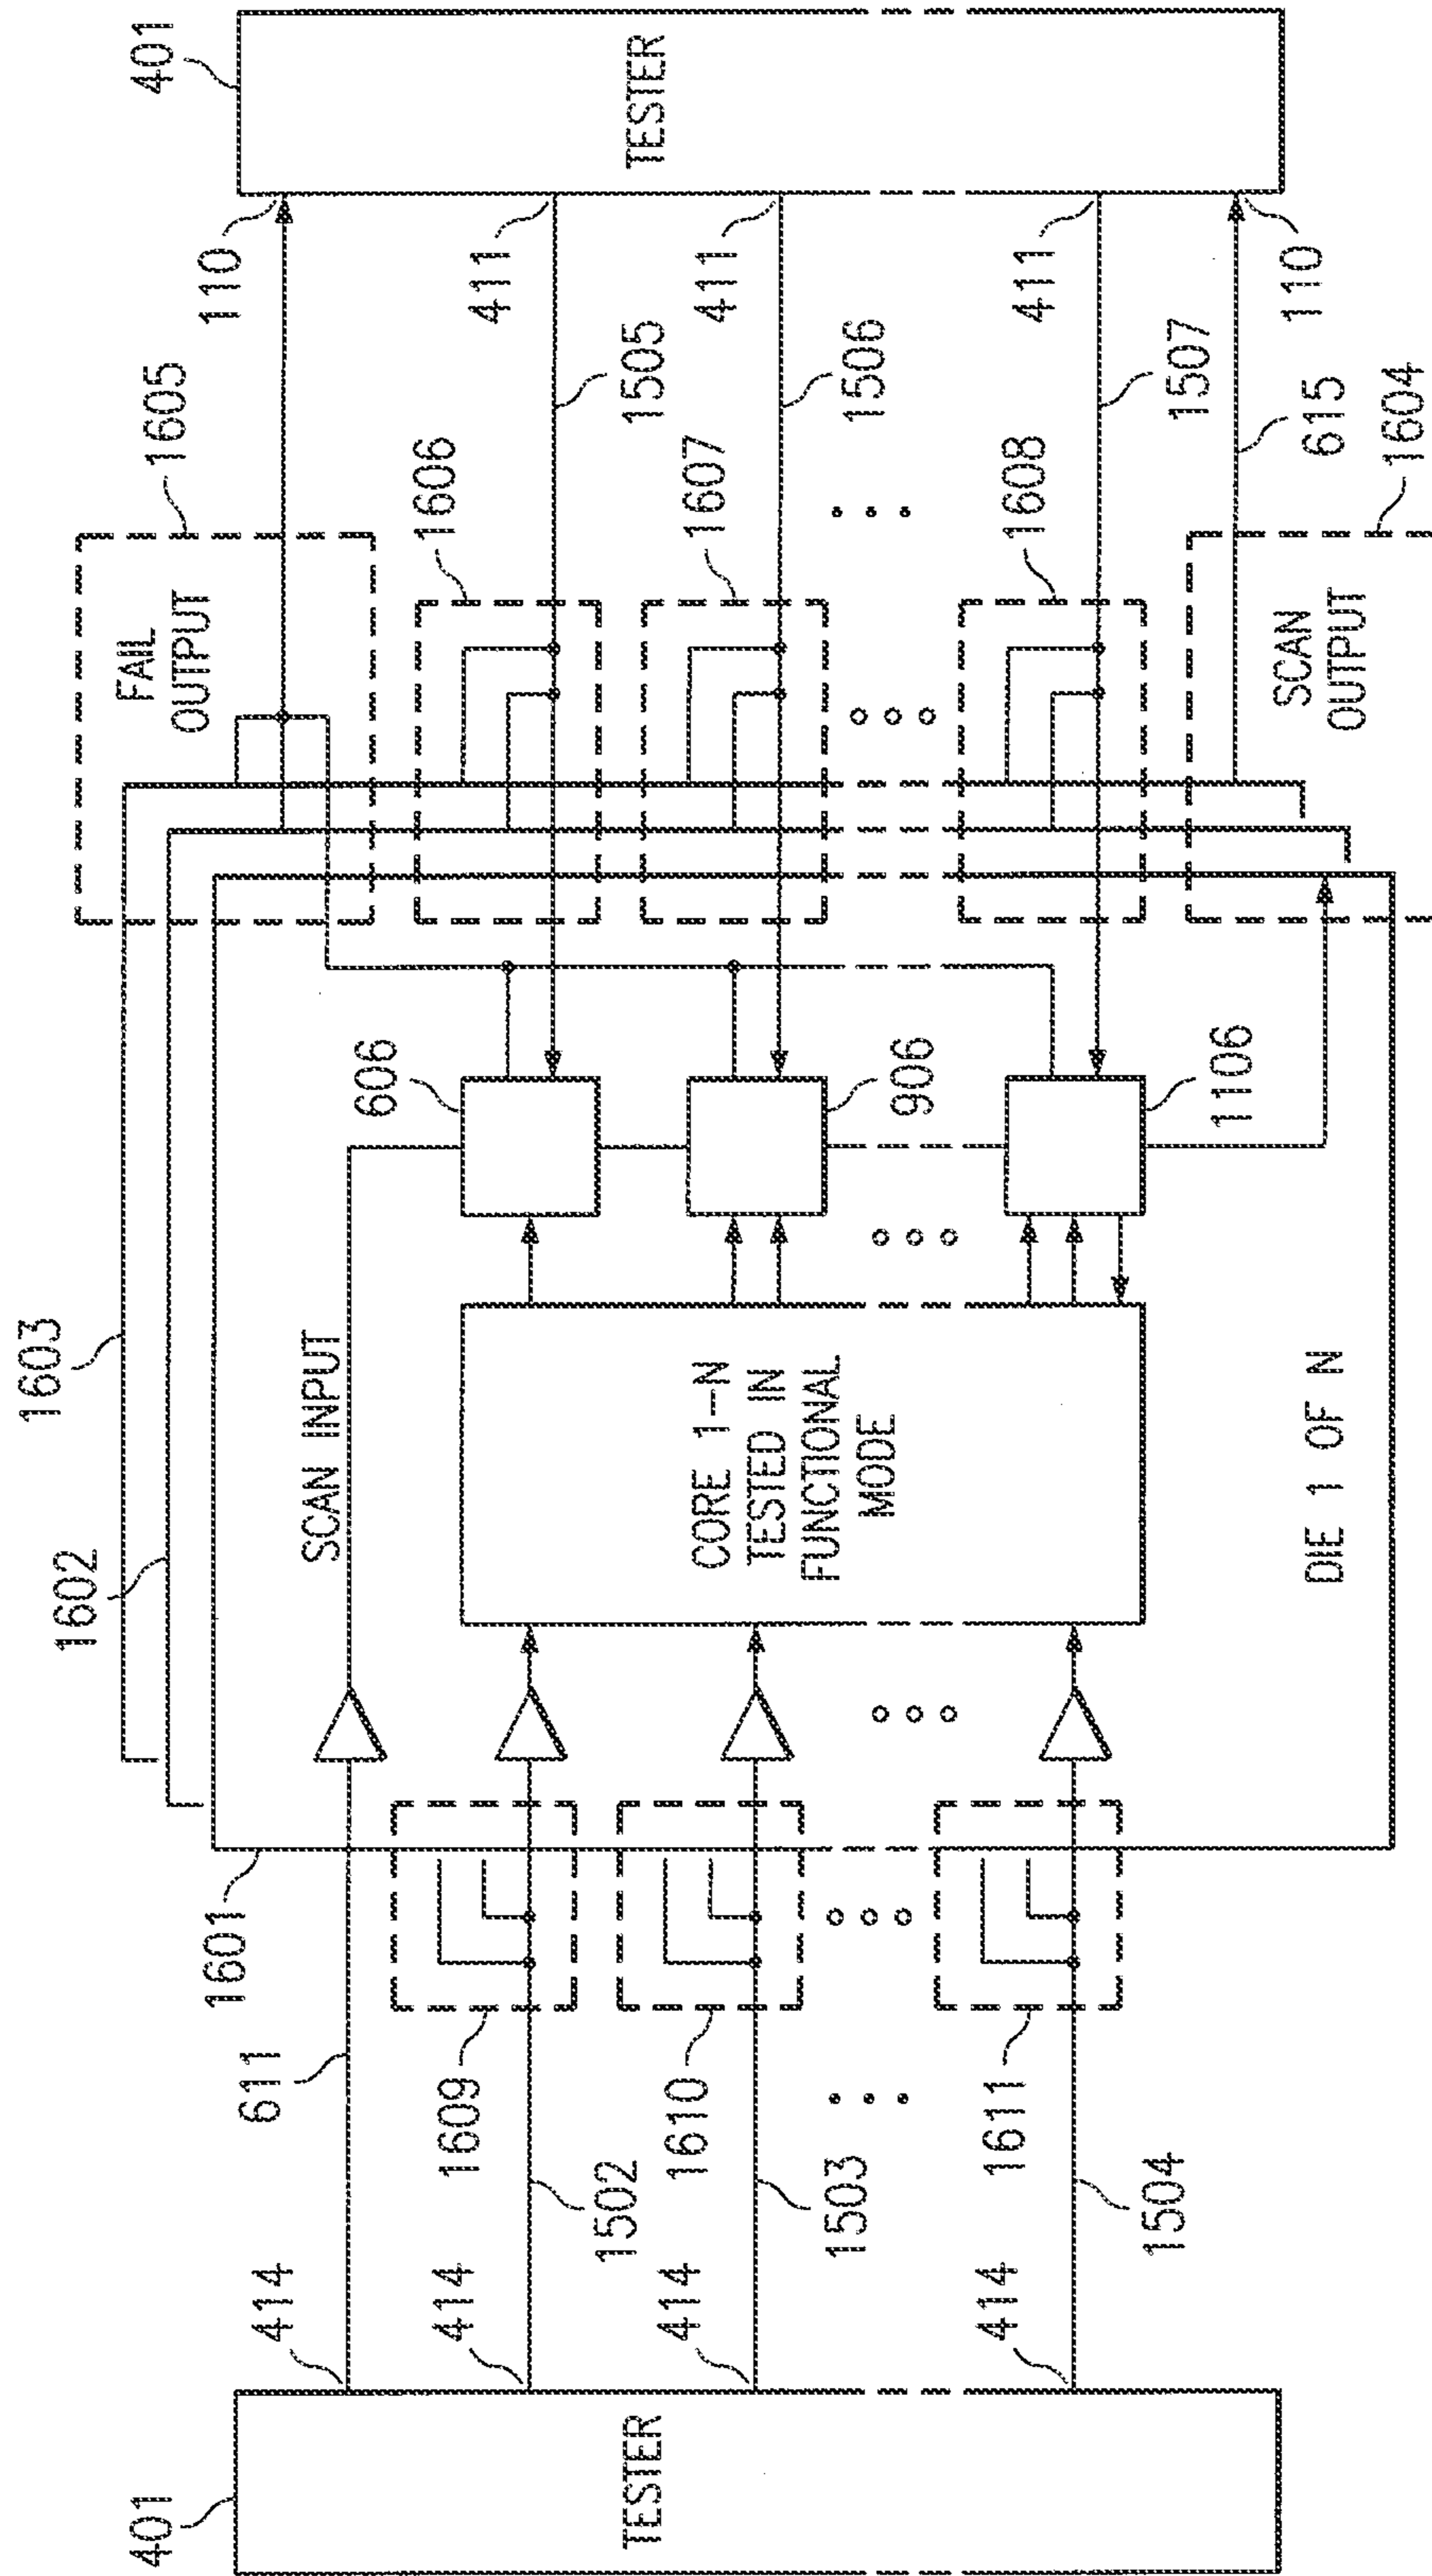 401
TESTER
414
414
414
414
611
1502
1503
1504
1609
1610
1611
1601
1602
1603
SCAN INPUT
CORE 1-N
TESTED IN
FUNCTIONAL
MODE
DIE 1 OF N
606
906
1106
FAIL
OUTPUT
1605
1606
1607
1608
SCAN
OUTPUT
1604
615
1505
1506
1507
110
411
411
411
110
401
TESTER